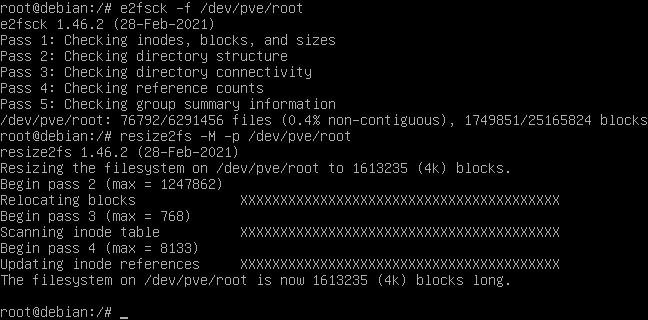 root@debian:/# e2fsck -f /dev/pve/root
e2fsck 1.46.2 (28-Feb-2021)
Pass 1: Checking inodes, blocks, and sizes
Pass 2: Checking directory structure
Pass 3: Checking directory connectivity
Pass 4: Checking reference counts
Pass 5: Checking group summary information
/dev/pve/root: 76792/6291456 files (0.4% non-contiguous), 1749851/25165824 blocks
root@debian:/# resize2fs -M -p /dev/pve/root
resize2fs 1.46.2 (28-Feb-2021)
Resizing the filesystem on /dev/pve/root to 1613235 (4k) blocks.
Begin pass 2 (max = 1247862)
Relocating blocks             XXXXXXXXXXXXXXXXXXXXXXXXXXXXXXXXXXXXXXXX
Begin pass 3 (max = 768)
Scanning inode table          XXXXXXXXXXXXXXXXXXXXXXXXXXXXXXXXXXXXXXXX
Begin pass 4 (max = 8133)
Updating inode references     XXXXXXXXXXXXXXXXXXXXXXXXXXXXXXXXXXXXXXXX
The filesystem on /dev/pve/root is now 1613235 (4k) blocks long.
root@debian:/# _